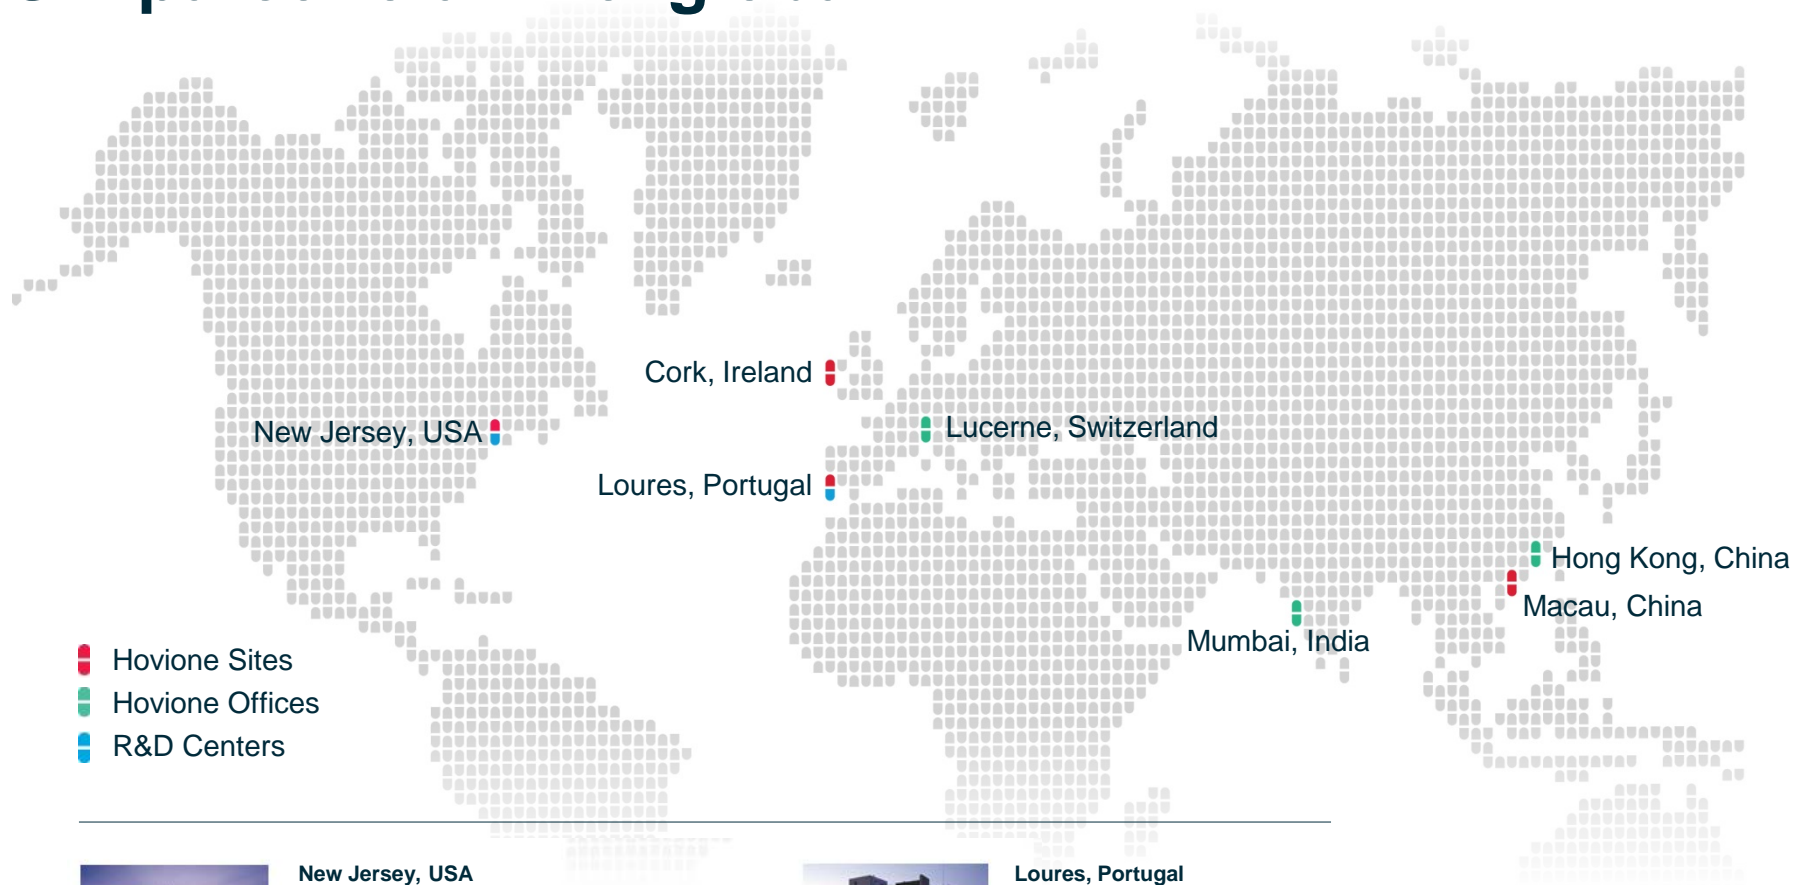 Cork, Ireland
New Jersey, USA
Lucerne, Switzerland
Loures, Portugal
Hong Kong, China
Macau, China
Mumbai, India
Hovione Sites
Hovione Offices
R&D Centers
New Jersey, USA
Loures, Portugal